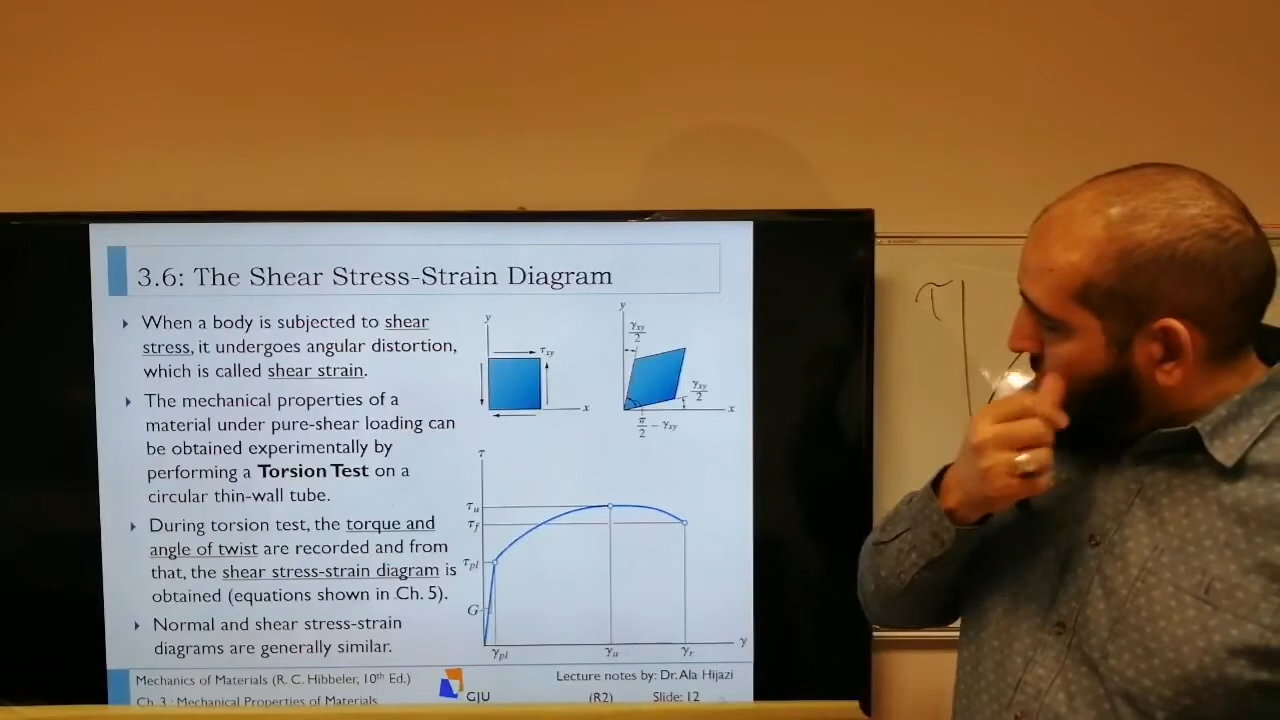 3.6: The Shear Stress-Strain Diagram
When a body is subjected to shear
stress, it undergoes angular distortion,
which is called shear strain.
The mechanical properties of a
material under pure-shear loading can
be obtained experimentally by
performing a Torsion Test on a
circular thin-wall tube.
During torsion test, the torque and
angle of twist are recorded and from
that, the shear stress-strain diagram is
obtained (equations shown in Ch. 5).
Normal and shear stress-strain
diagrams are generally similar.
y
τxy
x
y
γxy
2
γxy
2
x
π/2 − γxy
τ
τu
τf
τpl
G
γpl
γu
γr
γ
Mechanics of Materials (R. C. Hibbeler, 10th Ed.)
Ch. 3 : Mechanical Properties of Materials
GJU
Lecture notes by: Dr. Ala Hijazi
(R2)
Slide: 12
τ